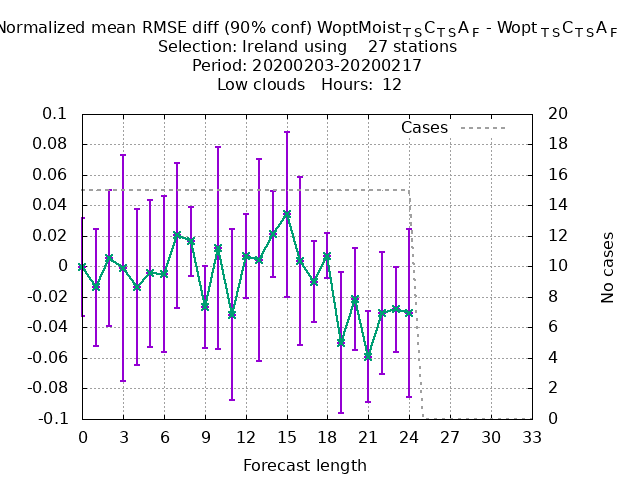 Normalized mean RMSE diff (90% conf) WoptMoist_TS C_TS A_F - Wopt_TS C_TS A_F
Selection: Ireland using    27 stations
Period: 20200203-20200217
Low clouds   Hours:  12
0.1
0.08
0.06
0.04
0.02
0
-0.02
-0.04
-0.06
-0.08
-0.1
Cases
20
18
16
14
12
10
8
6
4
2
0
No cases
0 3 6 9 12 15 18 21 24 27 30 33
Forecast length